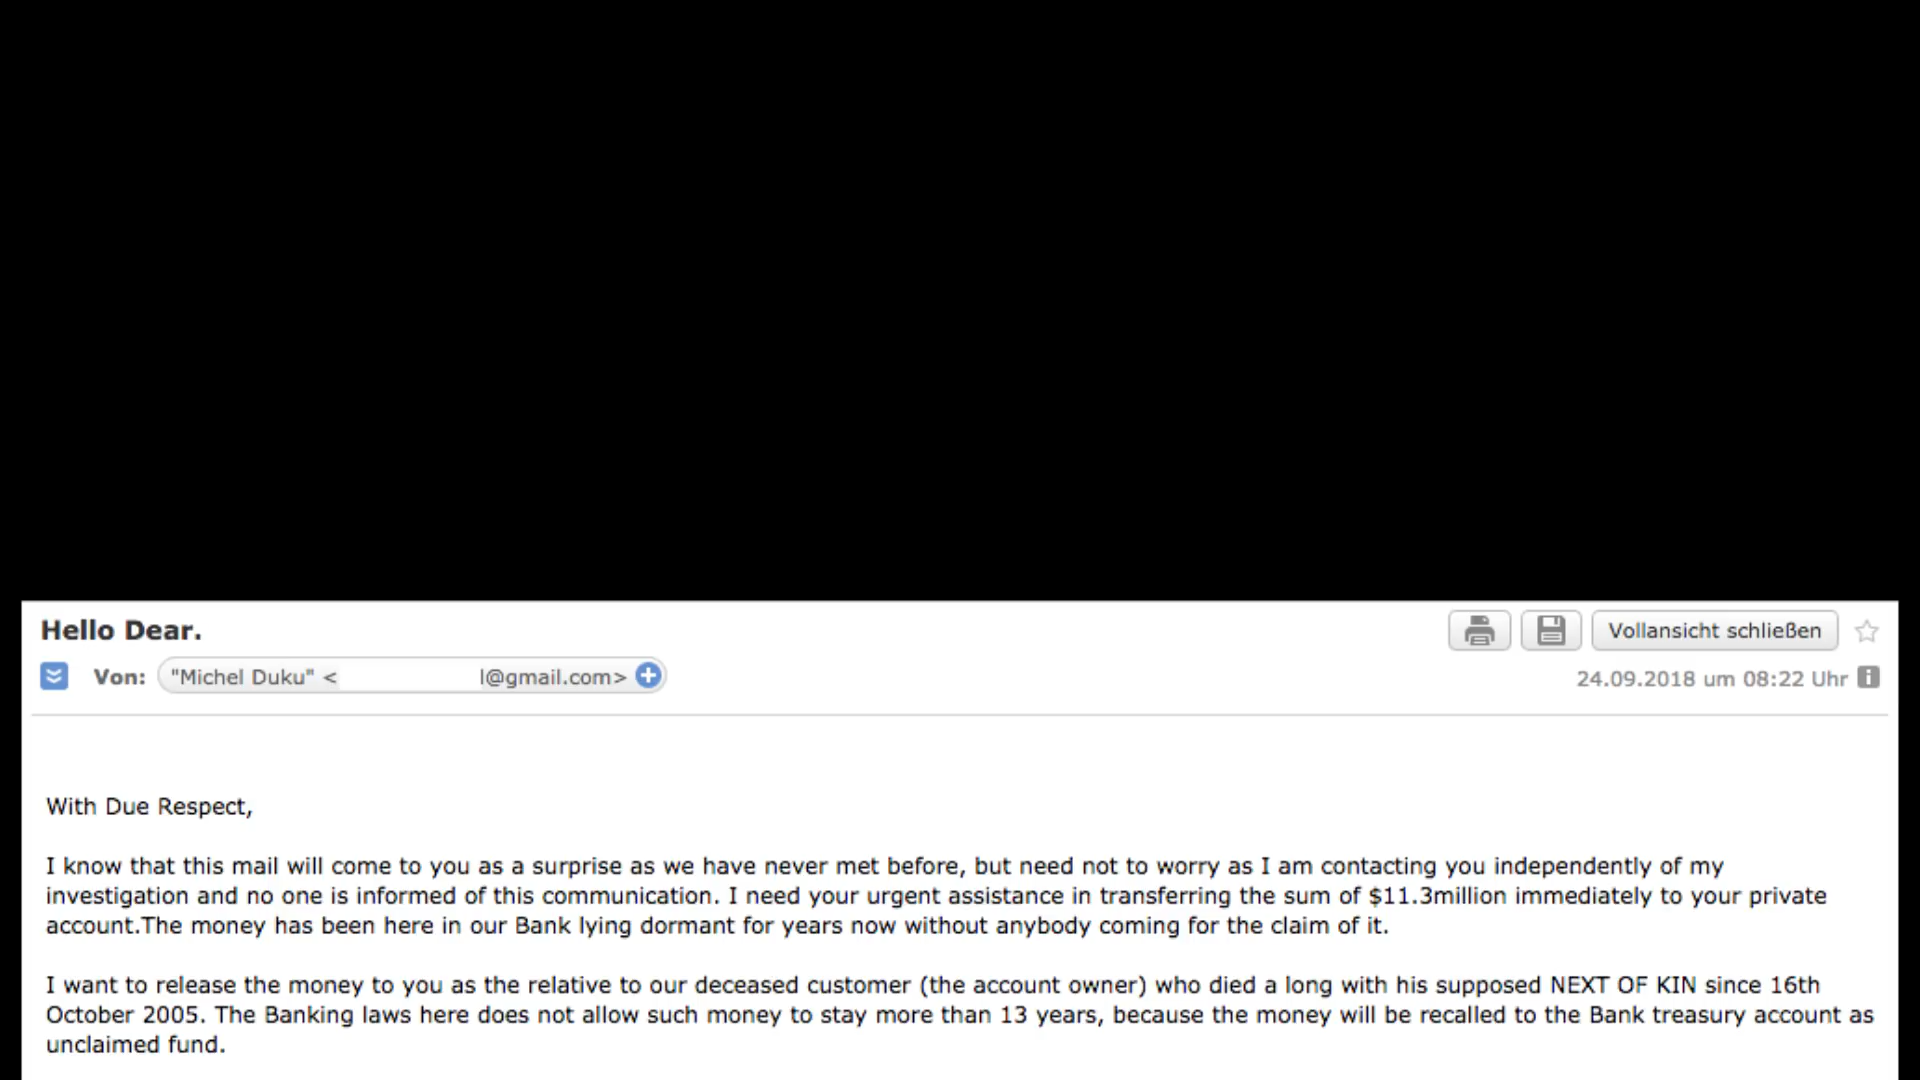 Hello Dear.
Vollansicht schließen
Von: "Michel Duku" < l@gmail.com>
24.09.2018 um 08:22 Uhr
With Due Respect,
I know that this mail will come to you as a surprise as we have never met before, but need not to worry as I am contacting you independently of my
investigation and no one is informed of this communication. I need your urgent assistance in transferring the sum of $11.3million immediately to your private
account.The money has been here in our Bank lying dormant for years now without anybody coming for the claim of it.
I want to release the money to you as the relative to our deceased customer (the account owner) who died a long with his supposed NEXT OF KIN since 16th
October 2005. The Banking laws here does not allow such money to stay more than 13 years, because the money will be recalled to the Bank treasury account as
unclaimed fund.